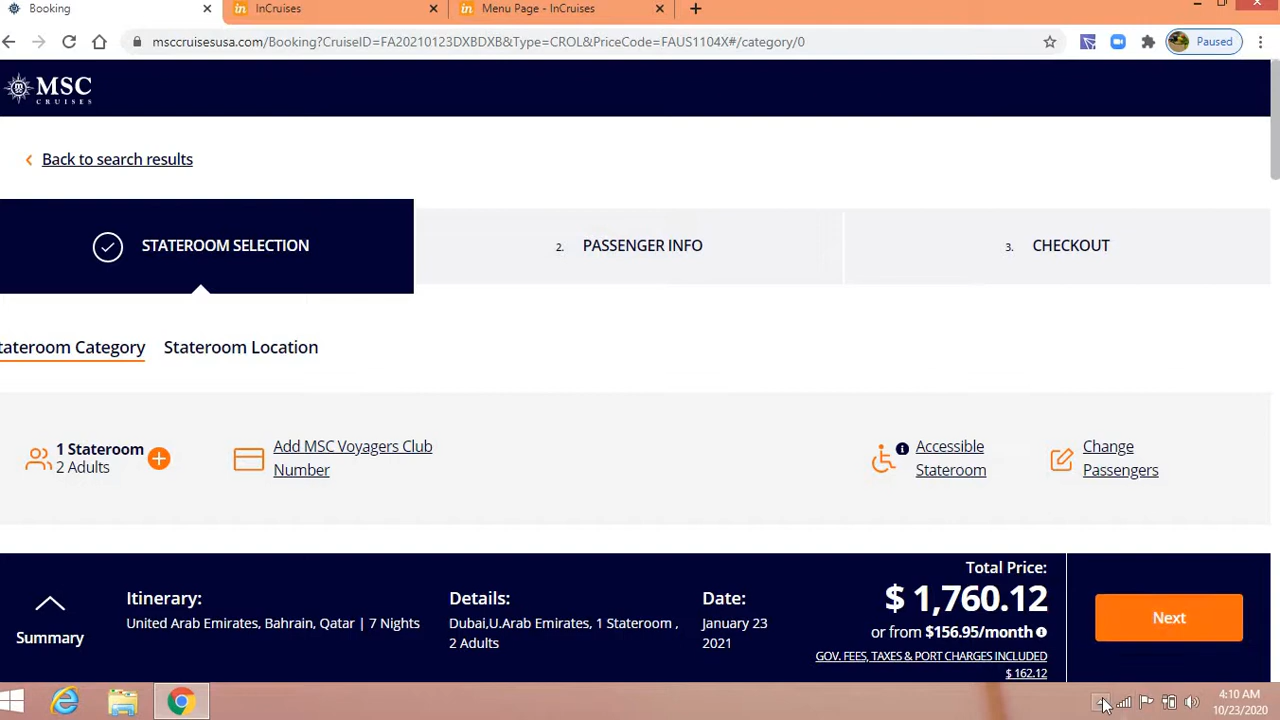 Booking
InCruises
Menu Page - InCruises
msccruisesusa.com/Booking?CruiseID=FA20210123DXBDXB&Type=CROL&PriceCode=FAUS1104X#/category/0
Paused
MSC
CRUISES
Back to search results
STATEROOM SELECTION
2. PASSENGER INFO
3. CHECKOUT
tateroom Category
Stateroom Location
1 Stateroom
2 Adults
Add MSC Voyagers Club
Number
Accessible
Stateroom
Change
Passengers
Summary
Itinerary:
United Arab Emirates, Bahrain, Qatar | 7 Nights
Details:
Dubai,U.Arab Emirates, 1 Stateroom ,
2 Adults
Date:
January 23
2021
Total Price:
$ 1,760.12
or from $156.95/month
GOV. FEES, TAXES & PORT CHARGES INCLUDED
$ 162.12
Next
4:10 AM
10/23/2020